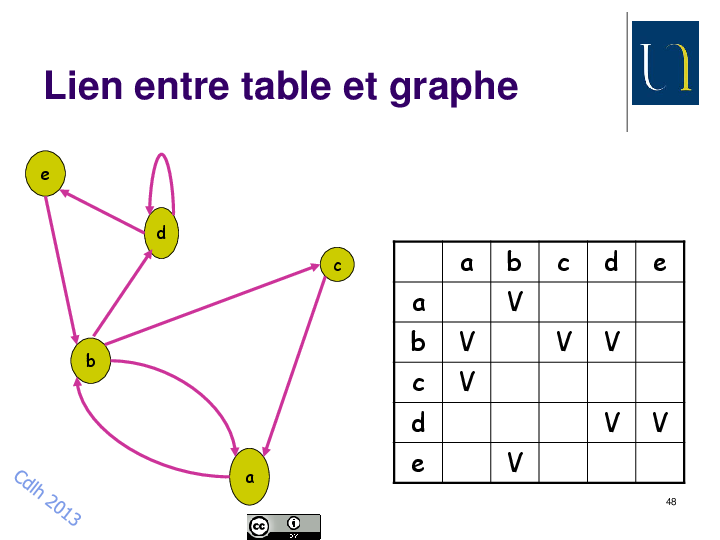 Lien entre table et graphe
e
d
c
b
a
a b c d e
a V
b V V V
c V
d V V
e V
Cdlh 2013
cc BY
48